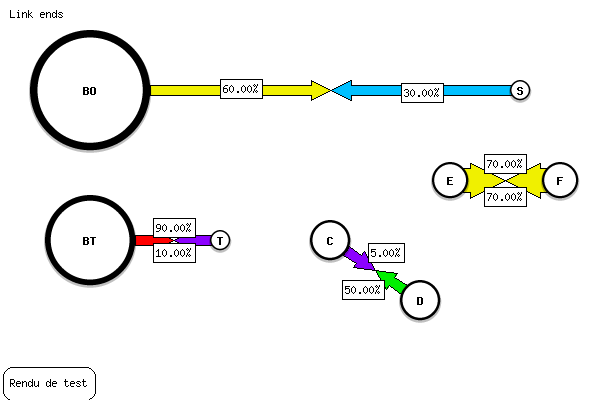 Link ends
BO
60.00%
30.00%
S
70.00%
E
F
70.00%
90.00%
BT
T
10.00%
C
5.00%
50.00%
D
Rendu de test